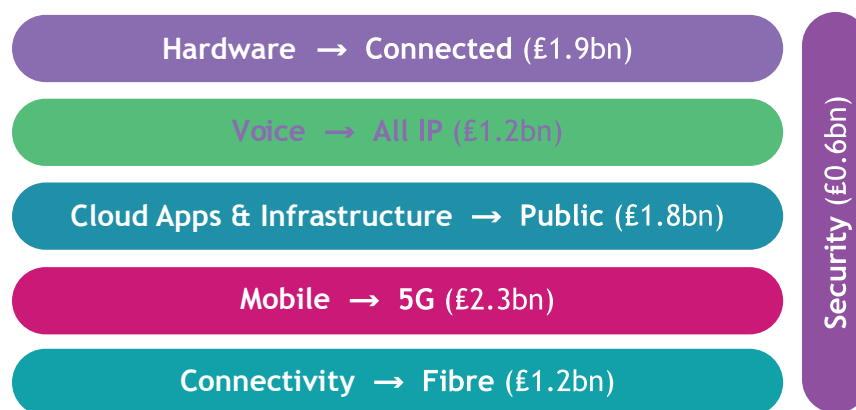 Hardware → Connected (£1.9bn)
Voice → All IP (£1.2bn)
Cloud Apps & Infrastructure → Public (£1.8bn)
Mobile → 5G (£2.3bn)
Connectivity → Fibre (£1.2bn)
Security (£0.6bn)